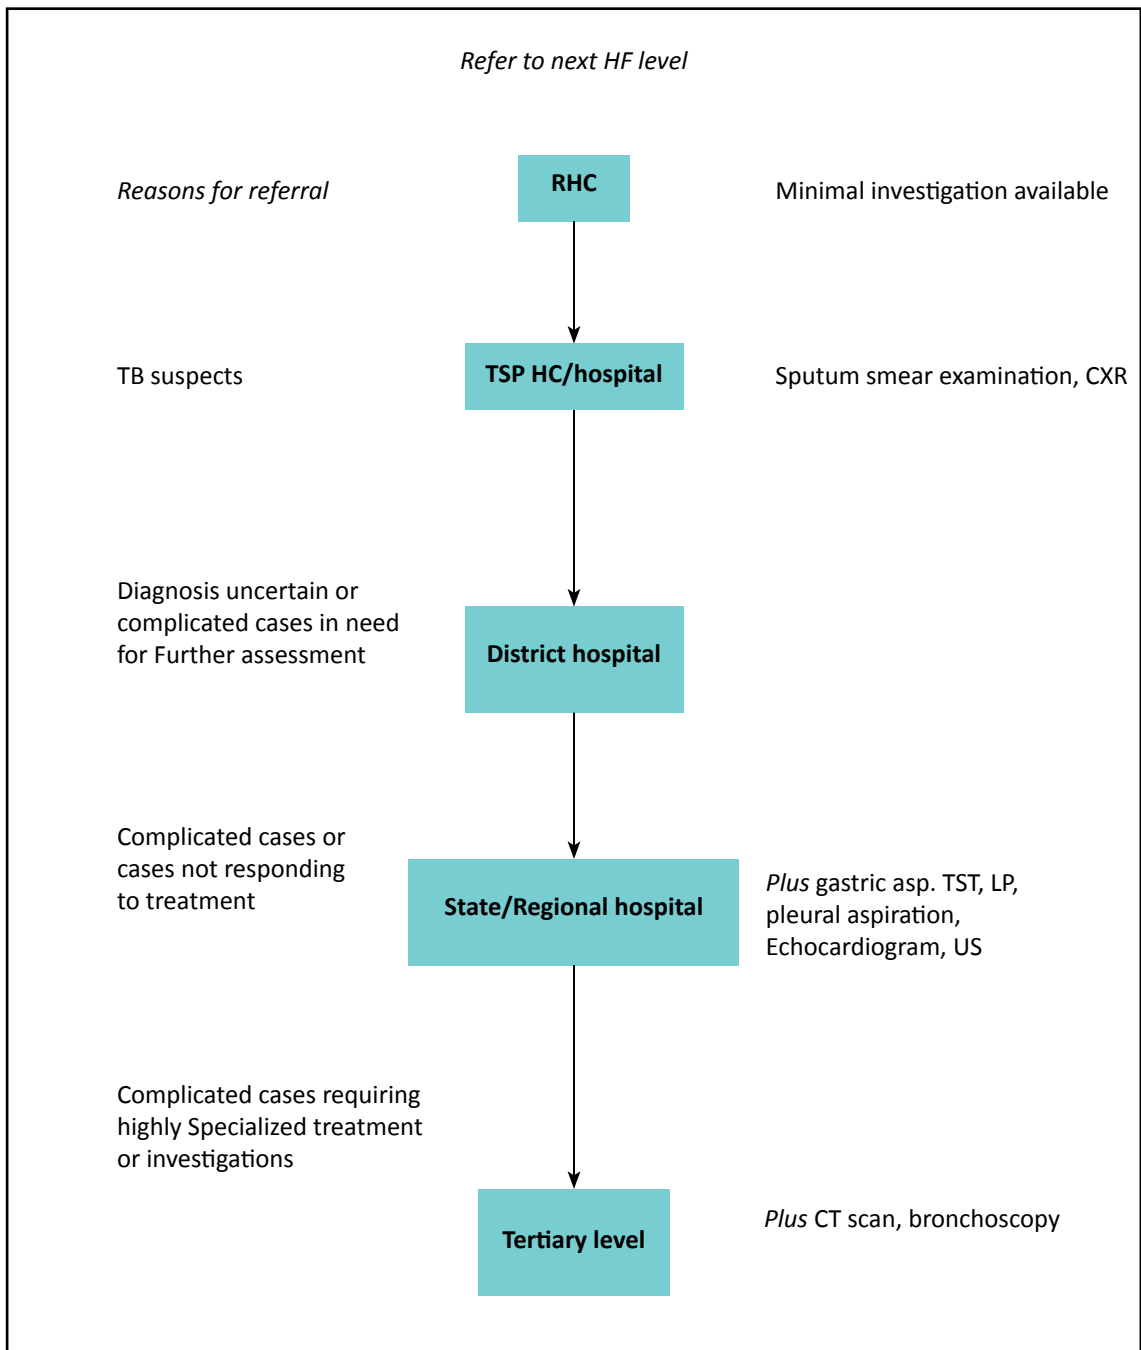 Refer to next HF level
Reasons for referral
RHC
Minimal investigation available
TB suspects
TSP HC/hospital
Sputum smear examination, CXR
Diagnosis uncertain or
complicated cases in need
for Further assessment
District hospital
Complicated cases or
cases not responding
to treatment
State/Regional hospital
Plus gastric asp. TST, LP,
pleural aspiration,
Echocardiogram, US
Complicated cases requiring
highly Specialized treatment
or investigations
Tertiary level
Plus CT scan, bronchoscopy